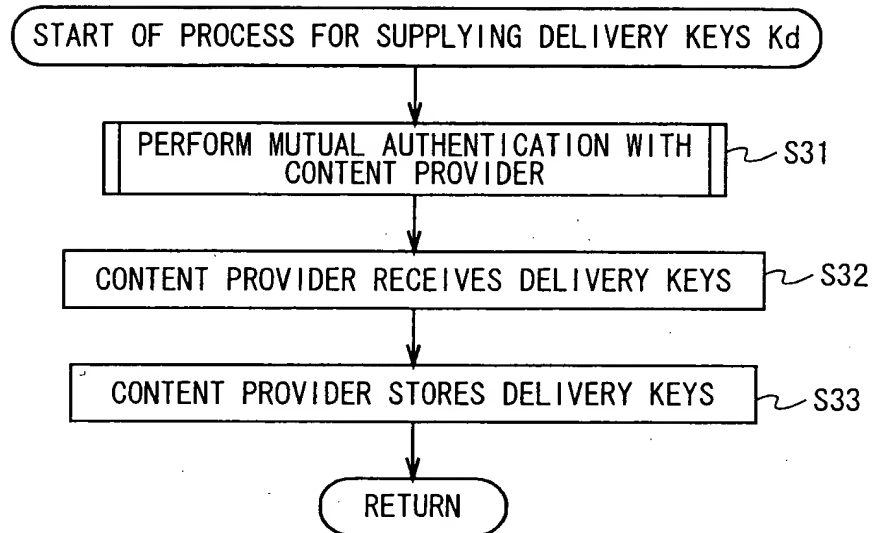 START OF PROCESS FOR SUPPLYING DELIVERY KEYS Kd
PERFORM MUTUAL AUTHENTICATION WITH
CONTENT PROVIDER
S31
CONTENT PROVIDER RECEIVES DELIVERY KEYS
S32
CONTENT PROVIDER STORES DELIVERY KEYS
S33
RETURN